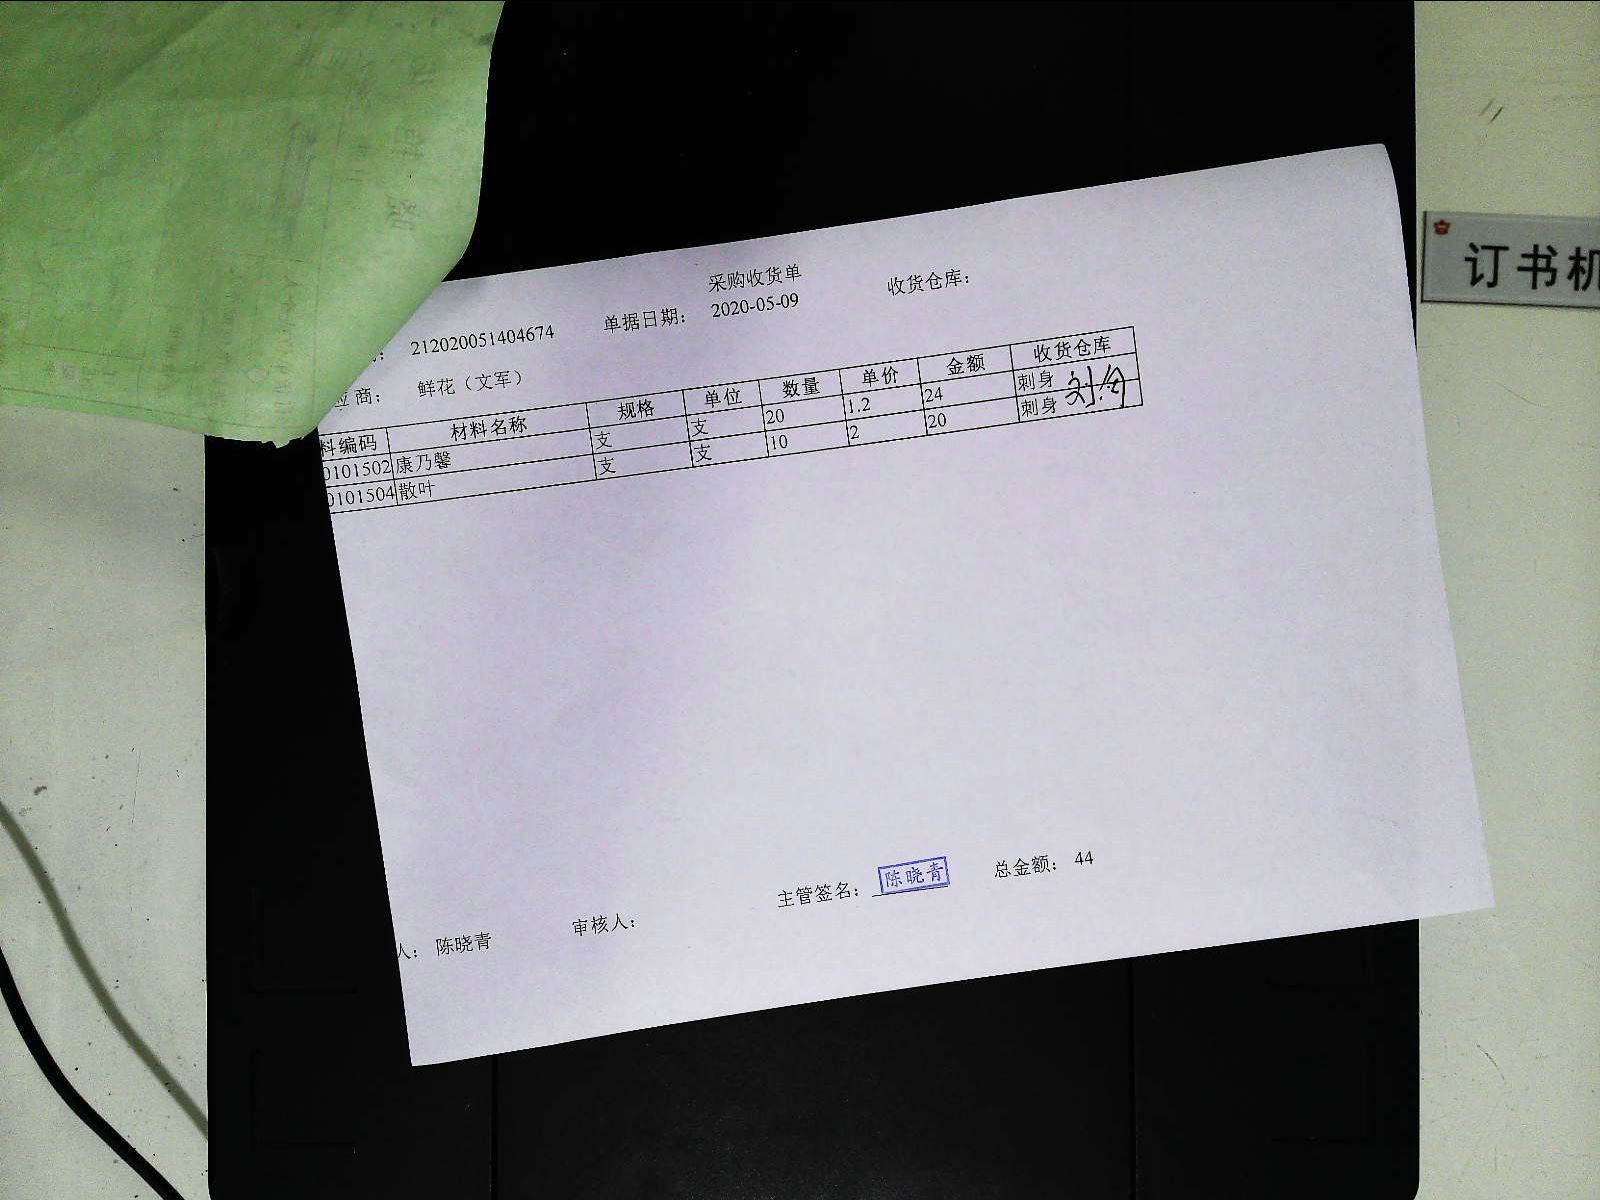 采购收货单
212020051404674 单据日期: 2020-05-09 收货仓库:
应商: 鲜花（文军）
料编码 材料名称 规格 单位 数量 单价 金额 收货仓库
0101502 康乃馨 支 支 20 1.2 24 刺身
0101504 散叶 支 支 10 2 20 刺身
人: 陈晓青 审核人: 主管签名: 陈晓青 总金额: 44
订书机